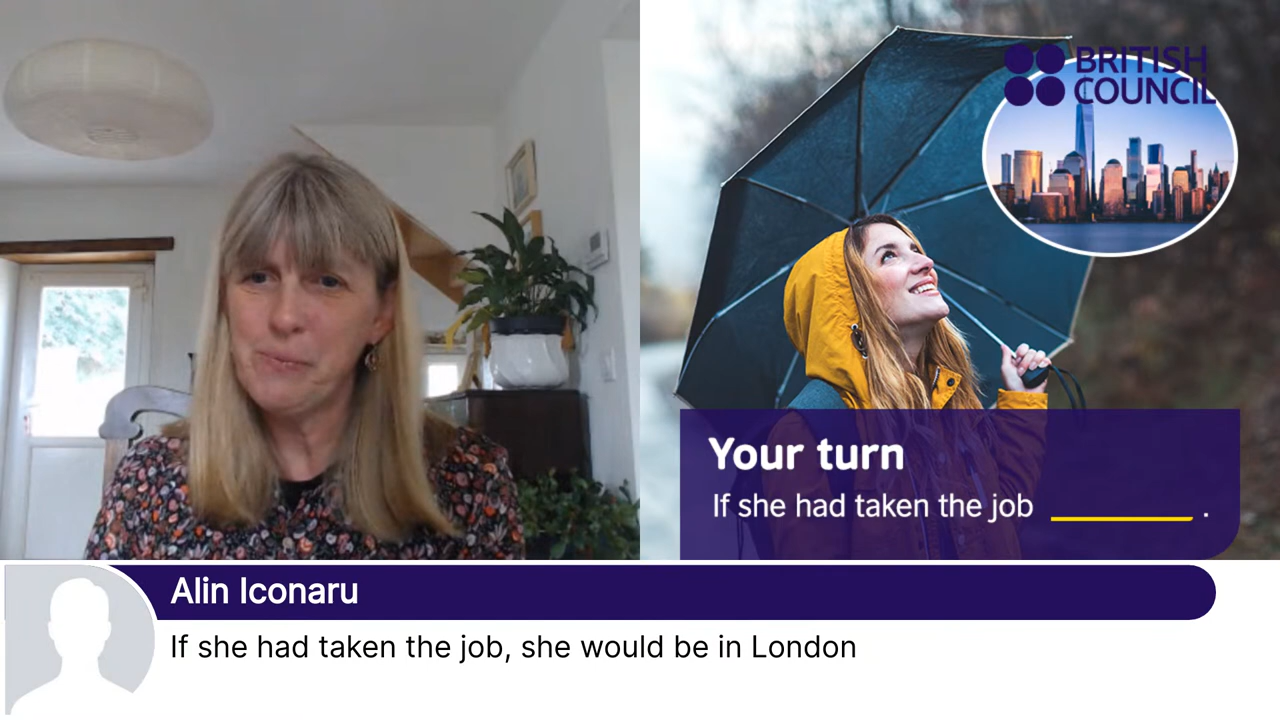 BRITISH
COUNCIL
Your turn
If she had taken the job ________ .
Alin Iconaru
If she had taken the job, she would be in London